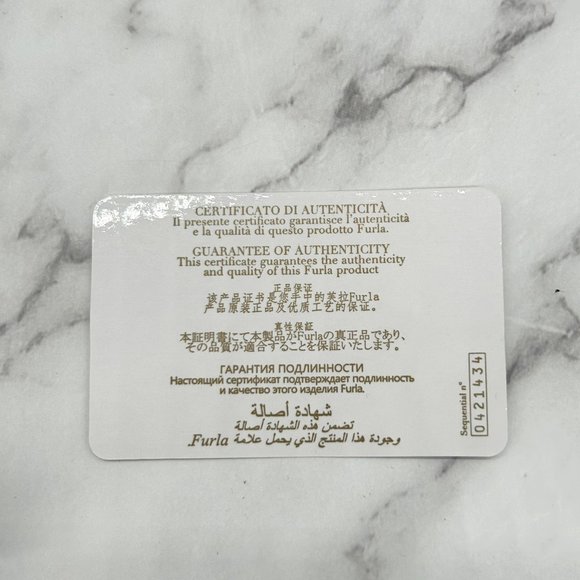 CERTIFICATO DI AUTENTICITÀ
Il presente certificato garantisce l'autenticità
e la qualità di questo prodotto Furla.
GUARANTEE OF AUTHENTICITY
This certificate guarantees the authenticity
and quality of this Furla product
正品保证
该产品证书是您手中的芙拉Furla
产品原装正品及优质工艺的保证。
真性保証
本証明書にて本製品がFurlaの真正品であり、
その品質が適合することを保証いたします。
ГАРАНТИЯ ПОДЛИННОСТИ
Настоящий сертификат подтверждает подлинность
и качество этого изделия Furla.
شهادة أصالة
تضمن هذه الشهادة أصالة
وجودة هذا المنتج الذي يحمل علامة Furla.
Sequential n°
0421434